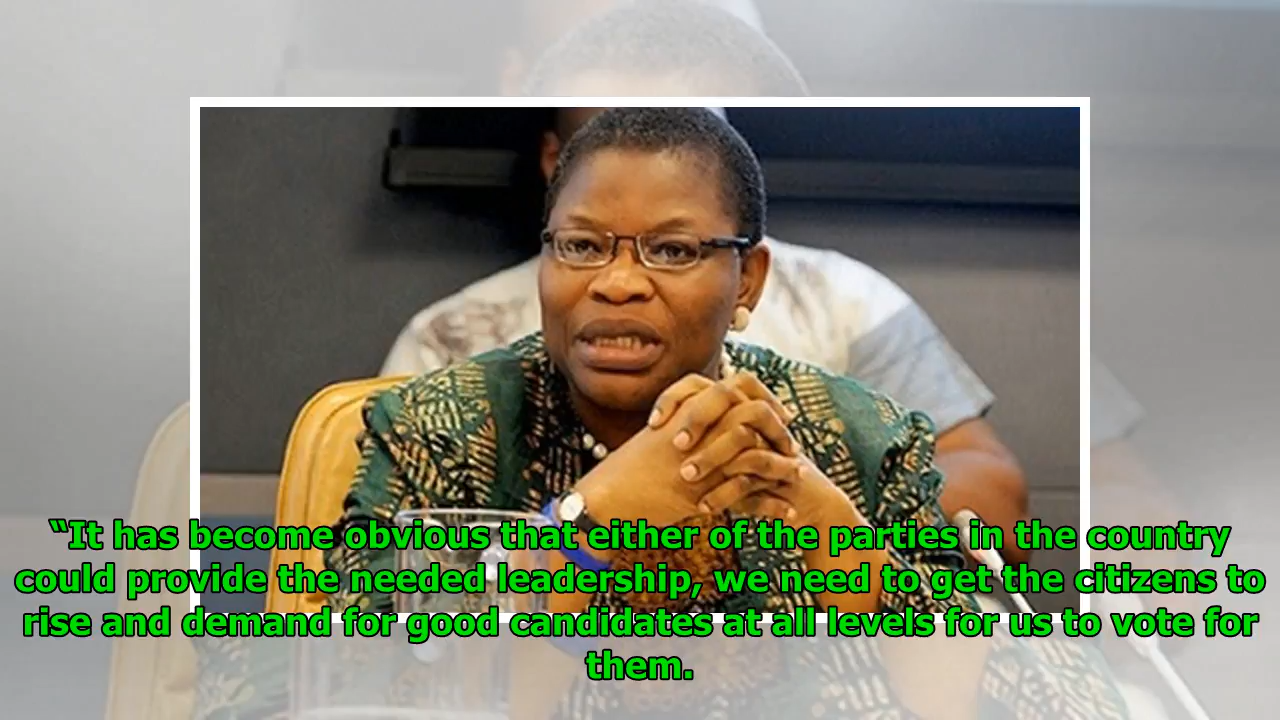 “It has become obvious that either of the parties in the country
could provide the needed leadership, we need to get the citizens to
rise and demand for good candidates at all levels for us to vote for
them.